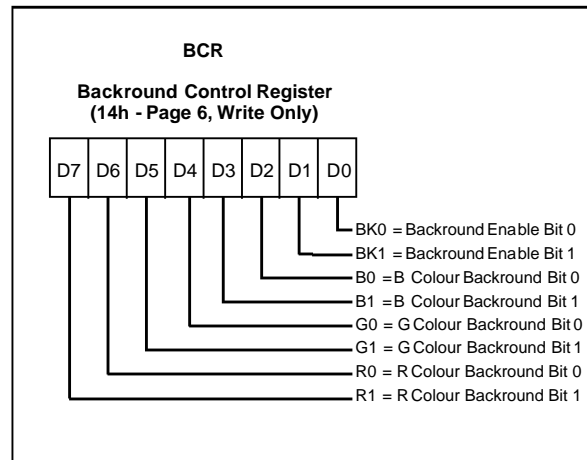 BCR
Backround Control Register
(14h - Page 6, Write Only)
D7 D6 D5 D4 D3 D2 D1 D0
BK0 = Backround Enable Bit 0
BK1 = Backround Enable Bit 1
B0 = B Colour Backround Bit 0
B1 = B Colour Backround Bit 1
G0 = G Colour Backround Bit 0
G1 = G Colour Backround Bit 1
R0 = R Colour Backround Bit 0
R1 = R Colour Backround Bit 1